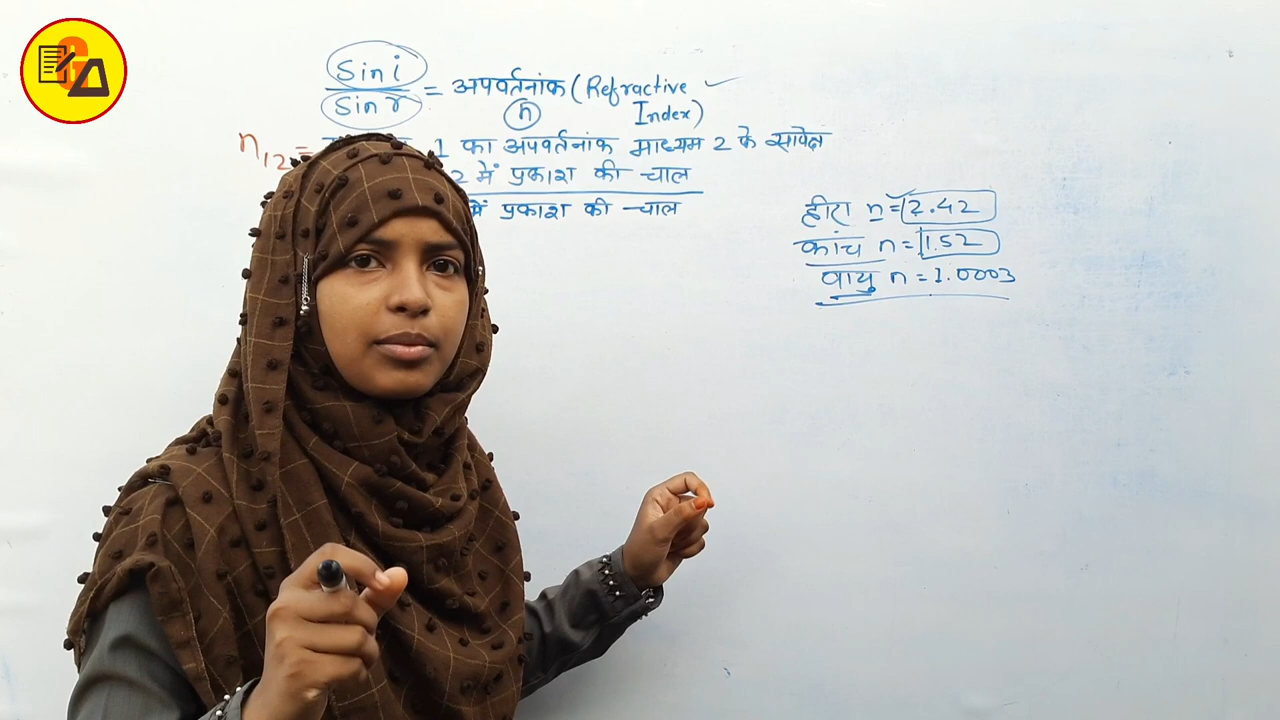 Sin i
Sin r = अपवर्तनांक ( Refractive
(n) Index)
n12 = 1 का अपवर्तनांक माध्यम 2 के सापेक्ष
2 में प्रकाश की चाल
में प्रकाश की चाल
हीरा n = 2.42
कांच n = 1.52
वायु n = 1.0003